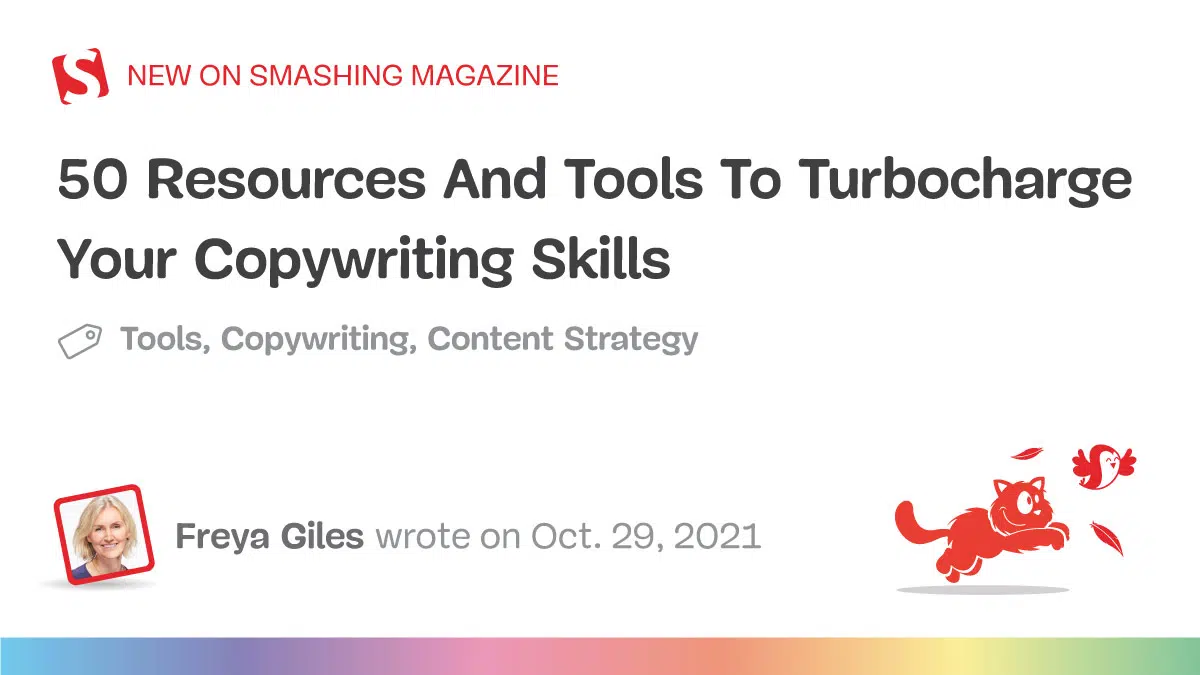 NEW ON SMASHING MAGAZINE
50 Resources And Tools To Turbocharge
Your Copywriting Skills
Tools, Copywriting, Content Strategy
Freya Giles wrote on Oct. 29, 2021